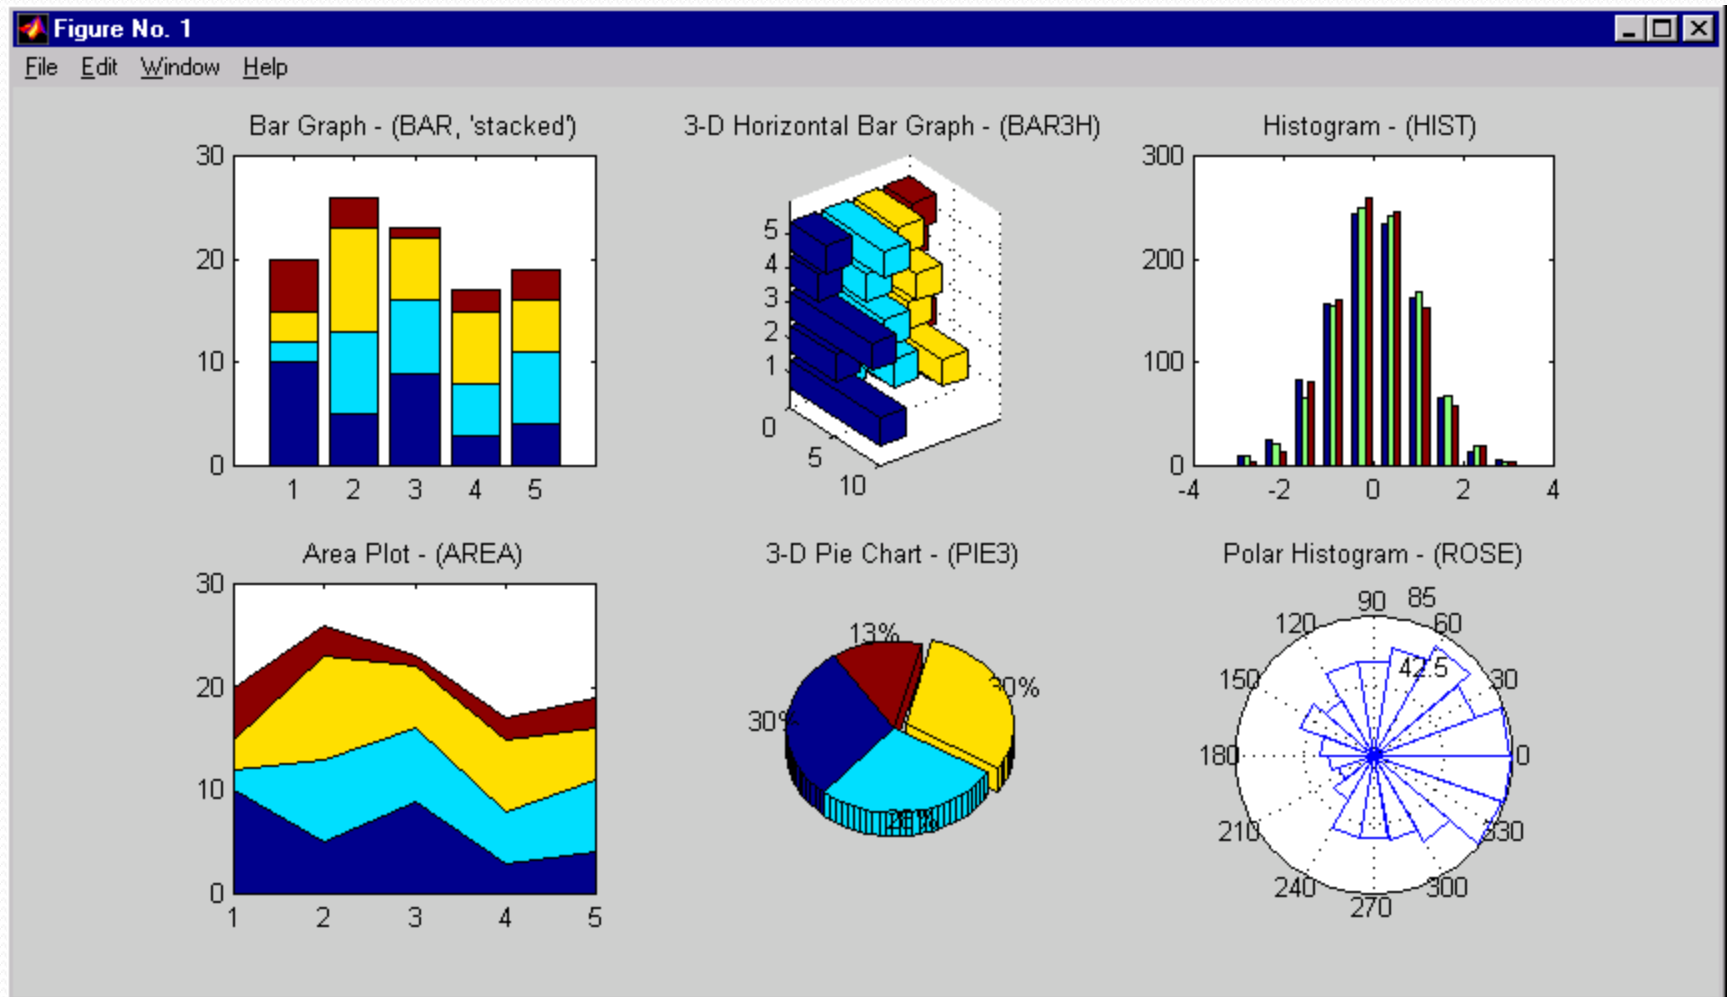 Figure No. 1
File Edit Window Help
Bar Graph - (BAR, 'stacked')
30
20
10
0
1 2 3 4 5
3-D Horizontal Bar Graph - (BAR3H)
5
4
3
2
1
0
5
10
Histogram - (HIST)
300
200
100
0
-4 -2 0 2 4
Area Plot - (AREA)
30
20
10
0
1 2 3 4 5
3-D Pie Chart - (PIE3)
13%
30%
30%
Polar Histogram - (ROSE)
90 85
120 60
42.5
150 30
180 0
210 330
240 300
270